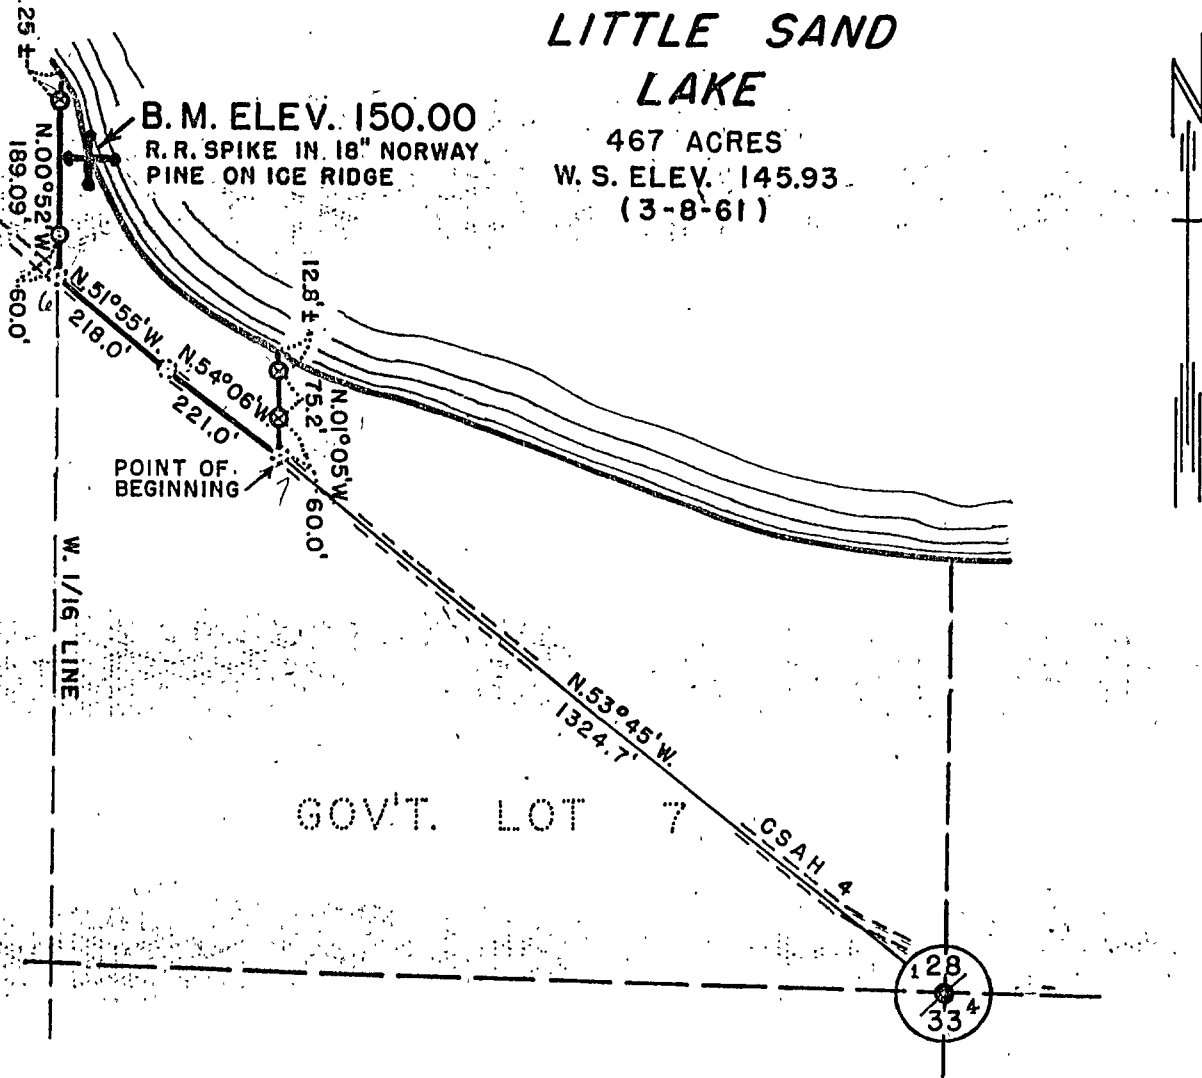 LITTLE SAND
LAKE
467 ACRES
W. S. ELEV. 145.93
(3-8-61)
N
.25 ±
B. M. ELEV. 150.00
R. R. SPIKE IN 18" NORWAY
PINE ON ICE RIDGE
N.00°52'W.
189.09'
60.0'
6
N.51°55'W.
218.0'
N.54°06'W.
221.0'
12.8' ±
75.2'
N.01°05'W.
60.0'
POINT OF
BEGINNING
7
W. 1/16 LINE
N.53°45'W.
1324.7'
GOV'T. LOT 7
CSAH 4
1 28
33 4